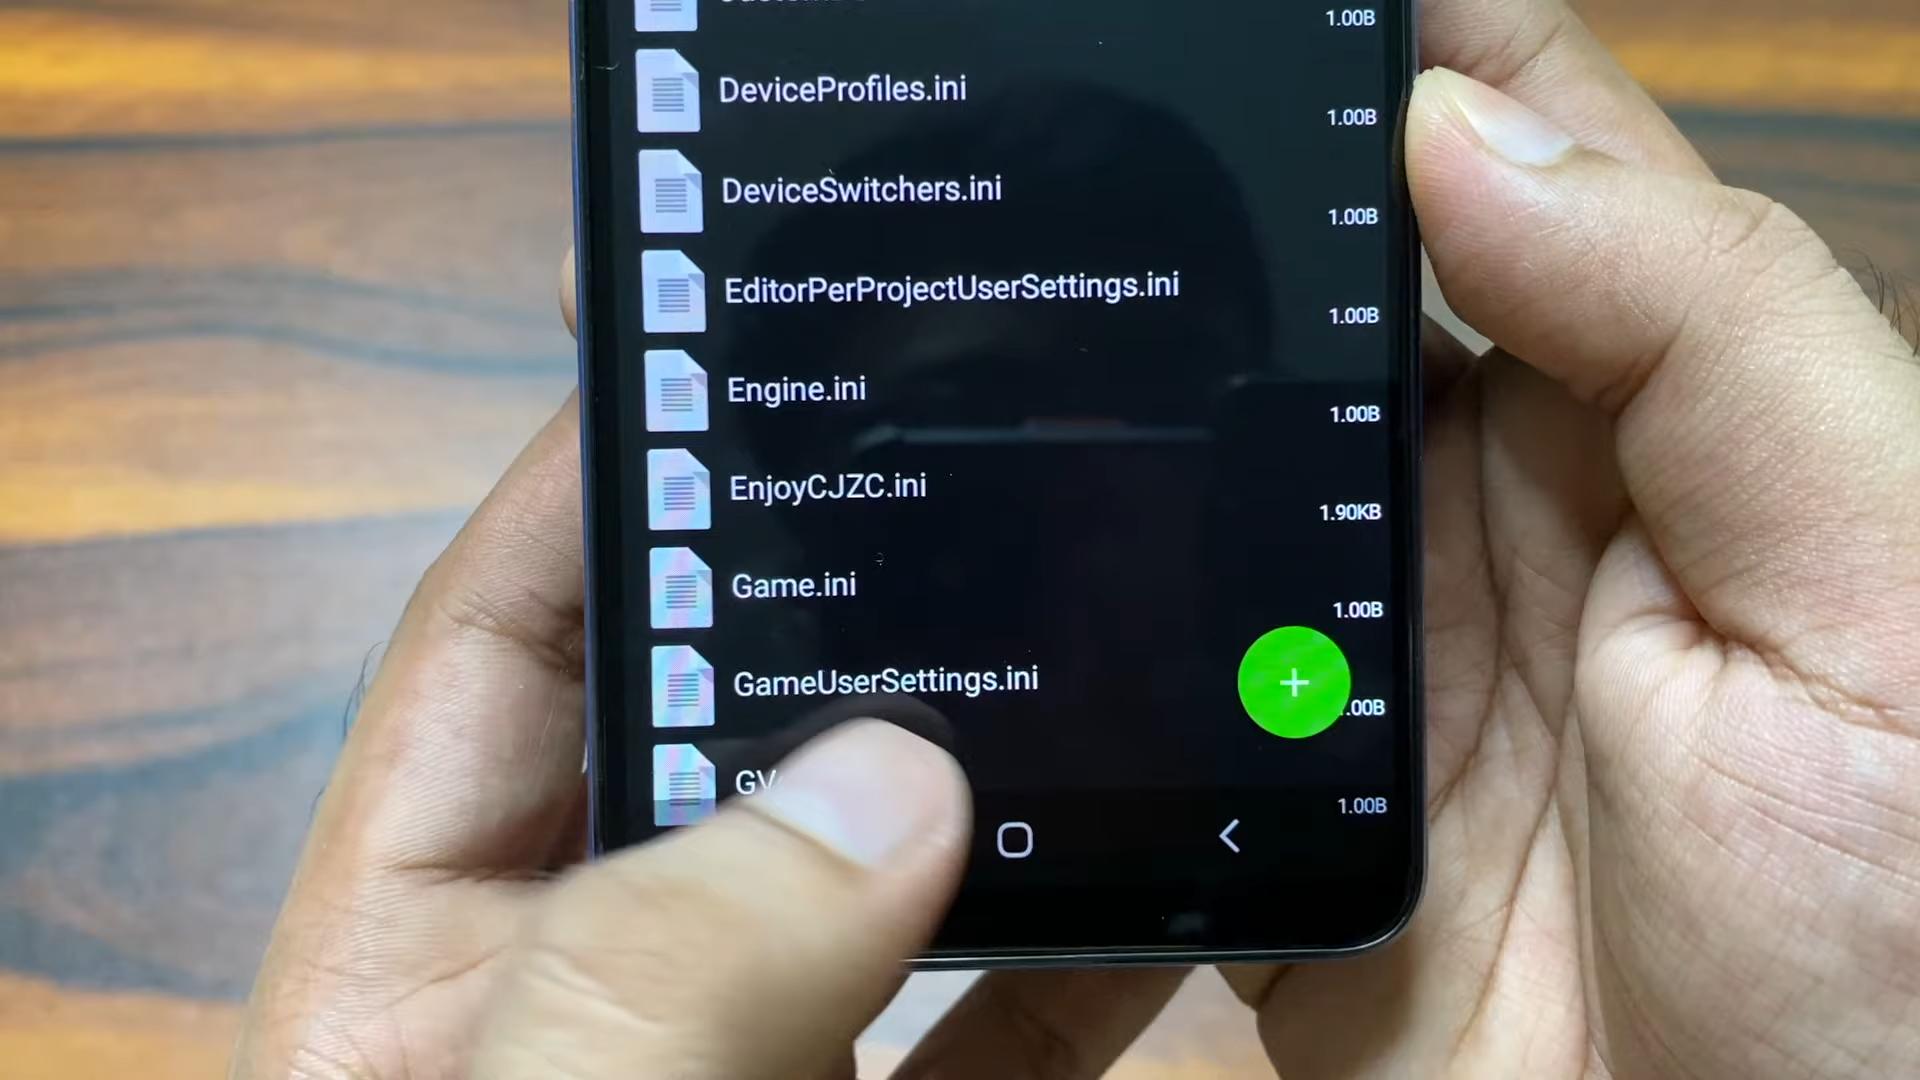 1.00B
DeviceProfiles.ini
1.00B
DeviceSwitchers.ini
1.00B
EditorPerProjectUserSettings.ini
1.00B
Engine.ini
1.00B
EnjoyCJZC.ini
1.90KB
Game.ini
1.00B
GameUserSettings.ini
.00B
GV
1.00B